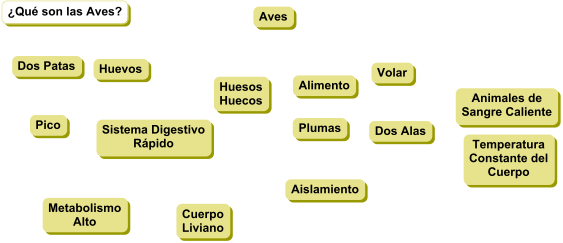 ¿Qué son las Aves?
Aves
Dos Patas
Huevos
Huesos
Huecos
Alimento
Volar
Animales de
Sangre Caliente
Pico
Sistema Digestivo
Rápido
Plumas
Dos Alas
Temperatura
Constante del
Cuerpo
Aislamiento
Metabolismo
Alto
Cuerpo
Liviano